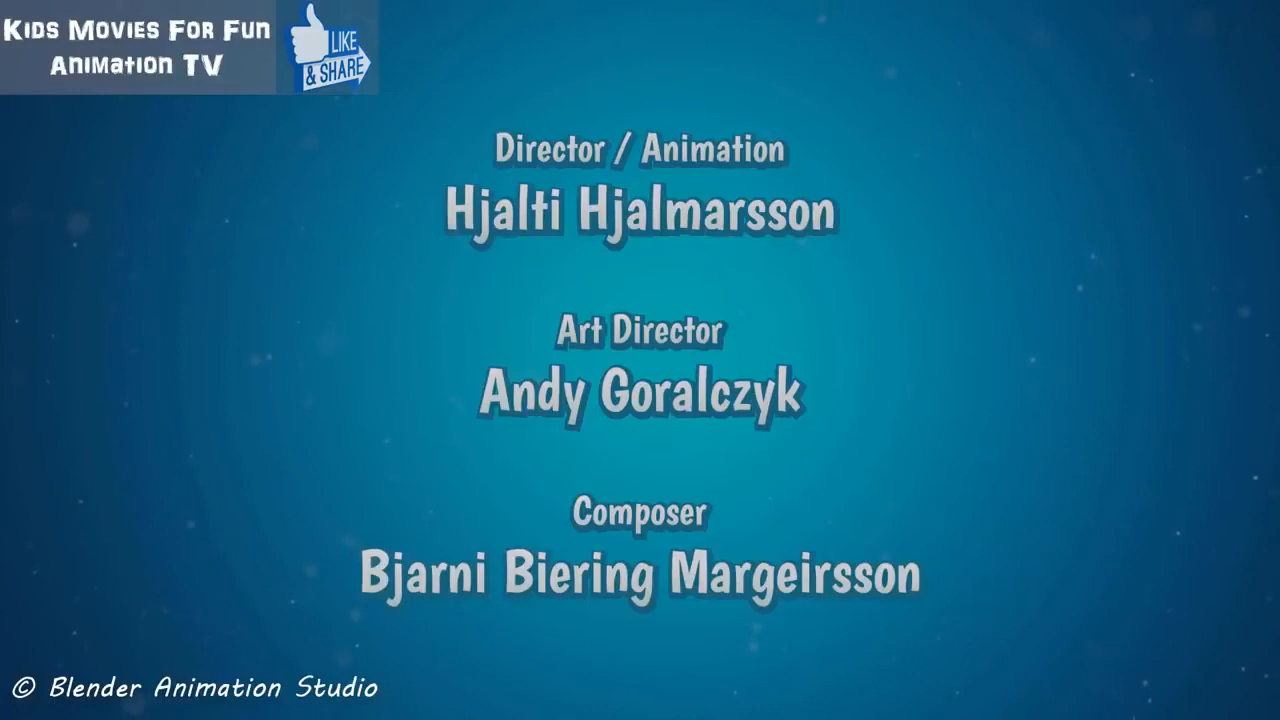 Kids Movies For Fun
Animation TV
LIKE
& SHARE
Director / Animation
Hjalti Hjalmarsson
Art Director
Andy Goralczyk
Composer
Bjarni Biering Margeirsson
© Blender Animation Studio